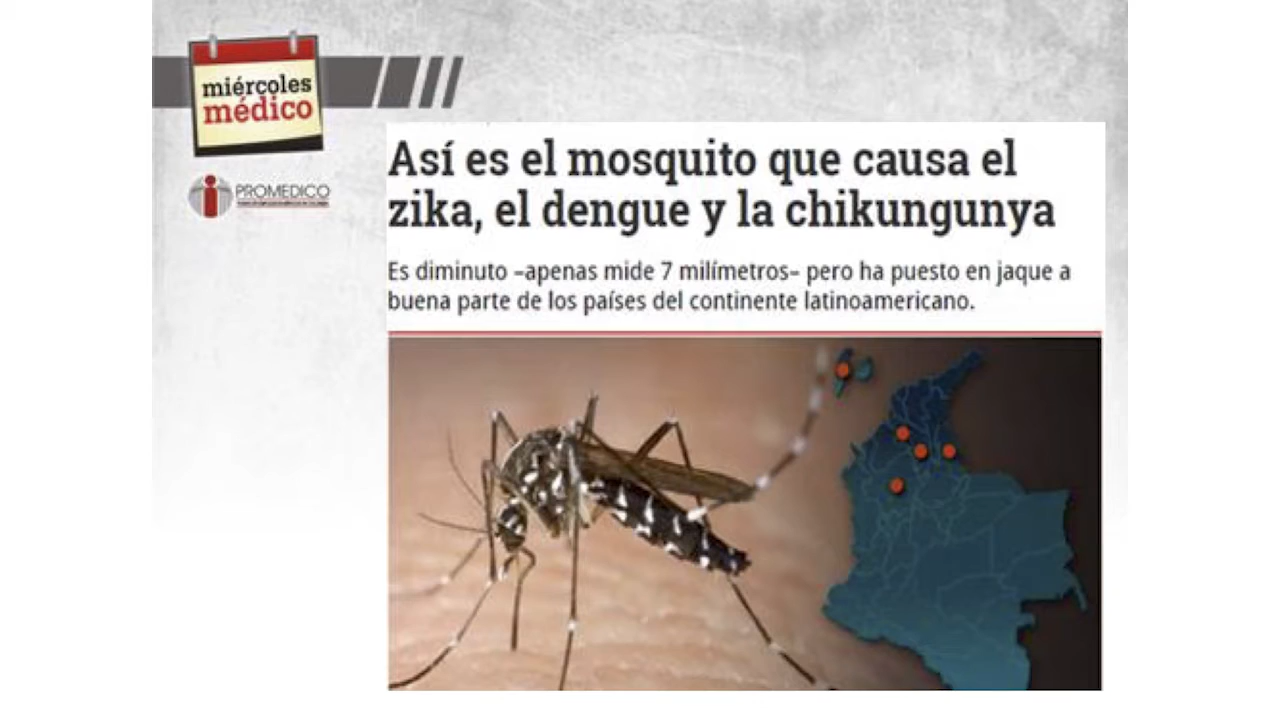 miércoles
médico
PROMEDICO
Así es el mosquito que causa el
zika, el dengue y la chikungunya
Es diminuto –apenas mide 7 milímetros– pero ha puesto en jaque a
buena parte de los países del continente latinoamericano.